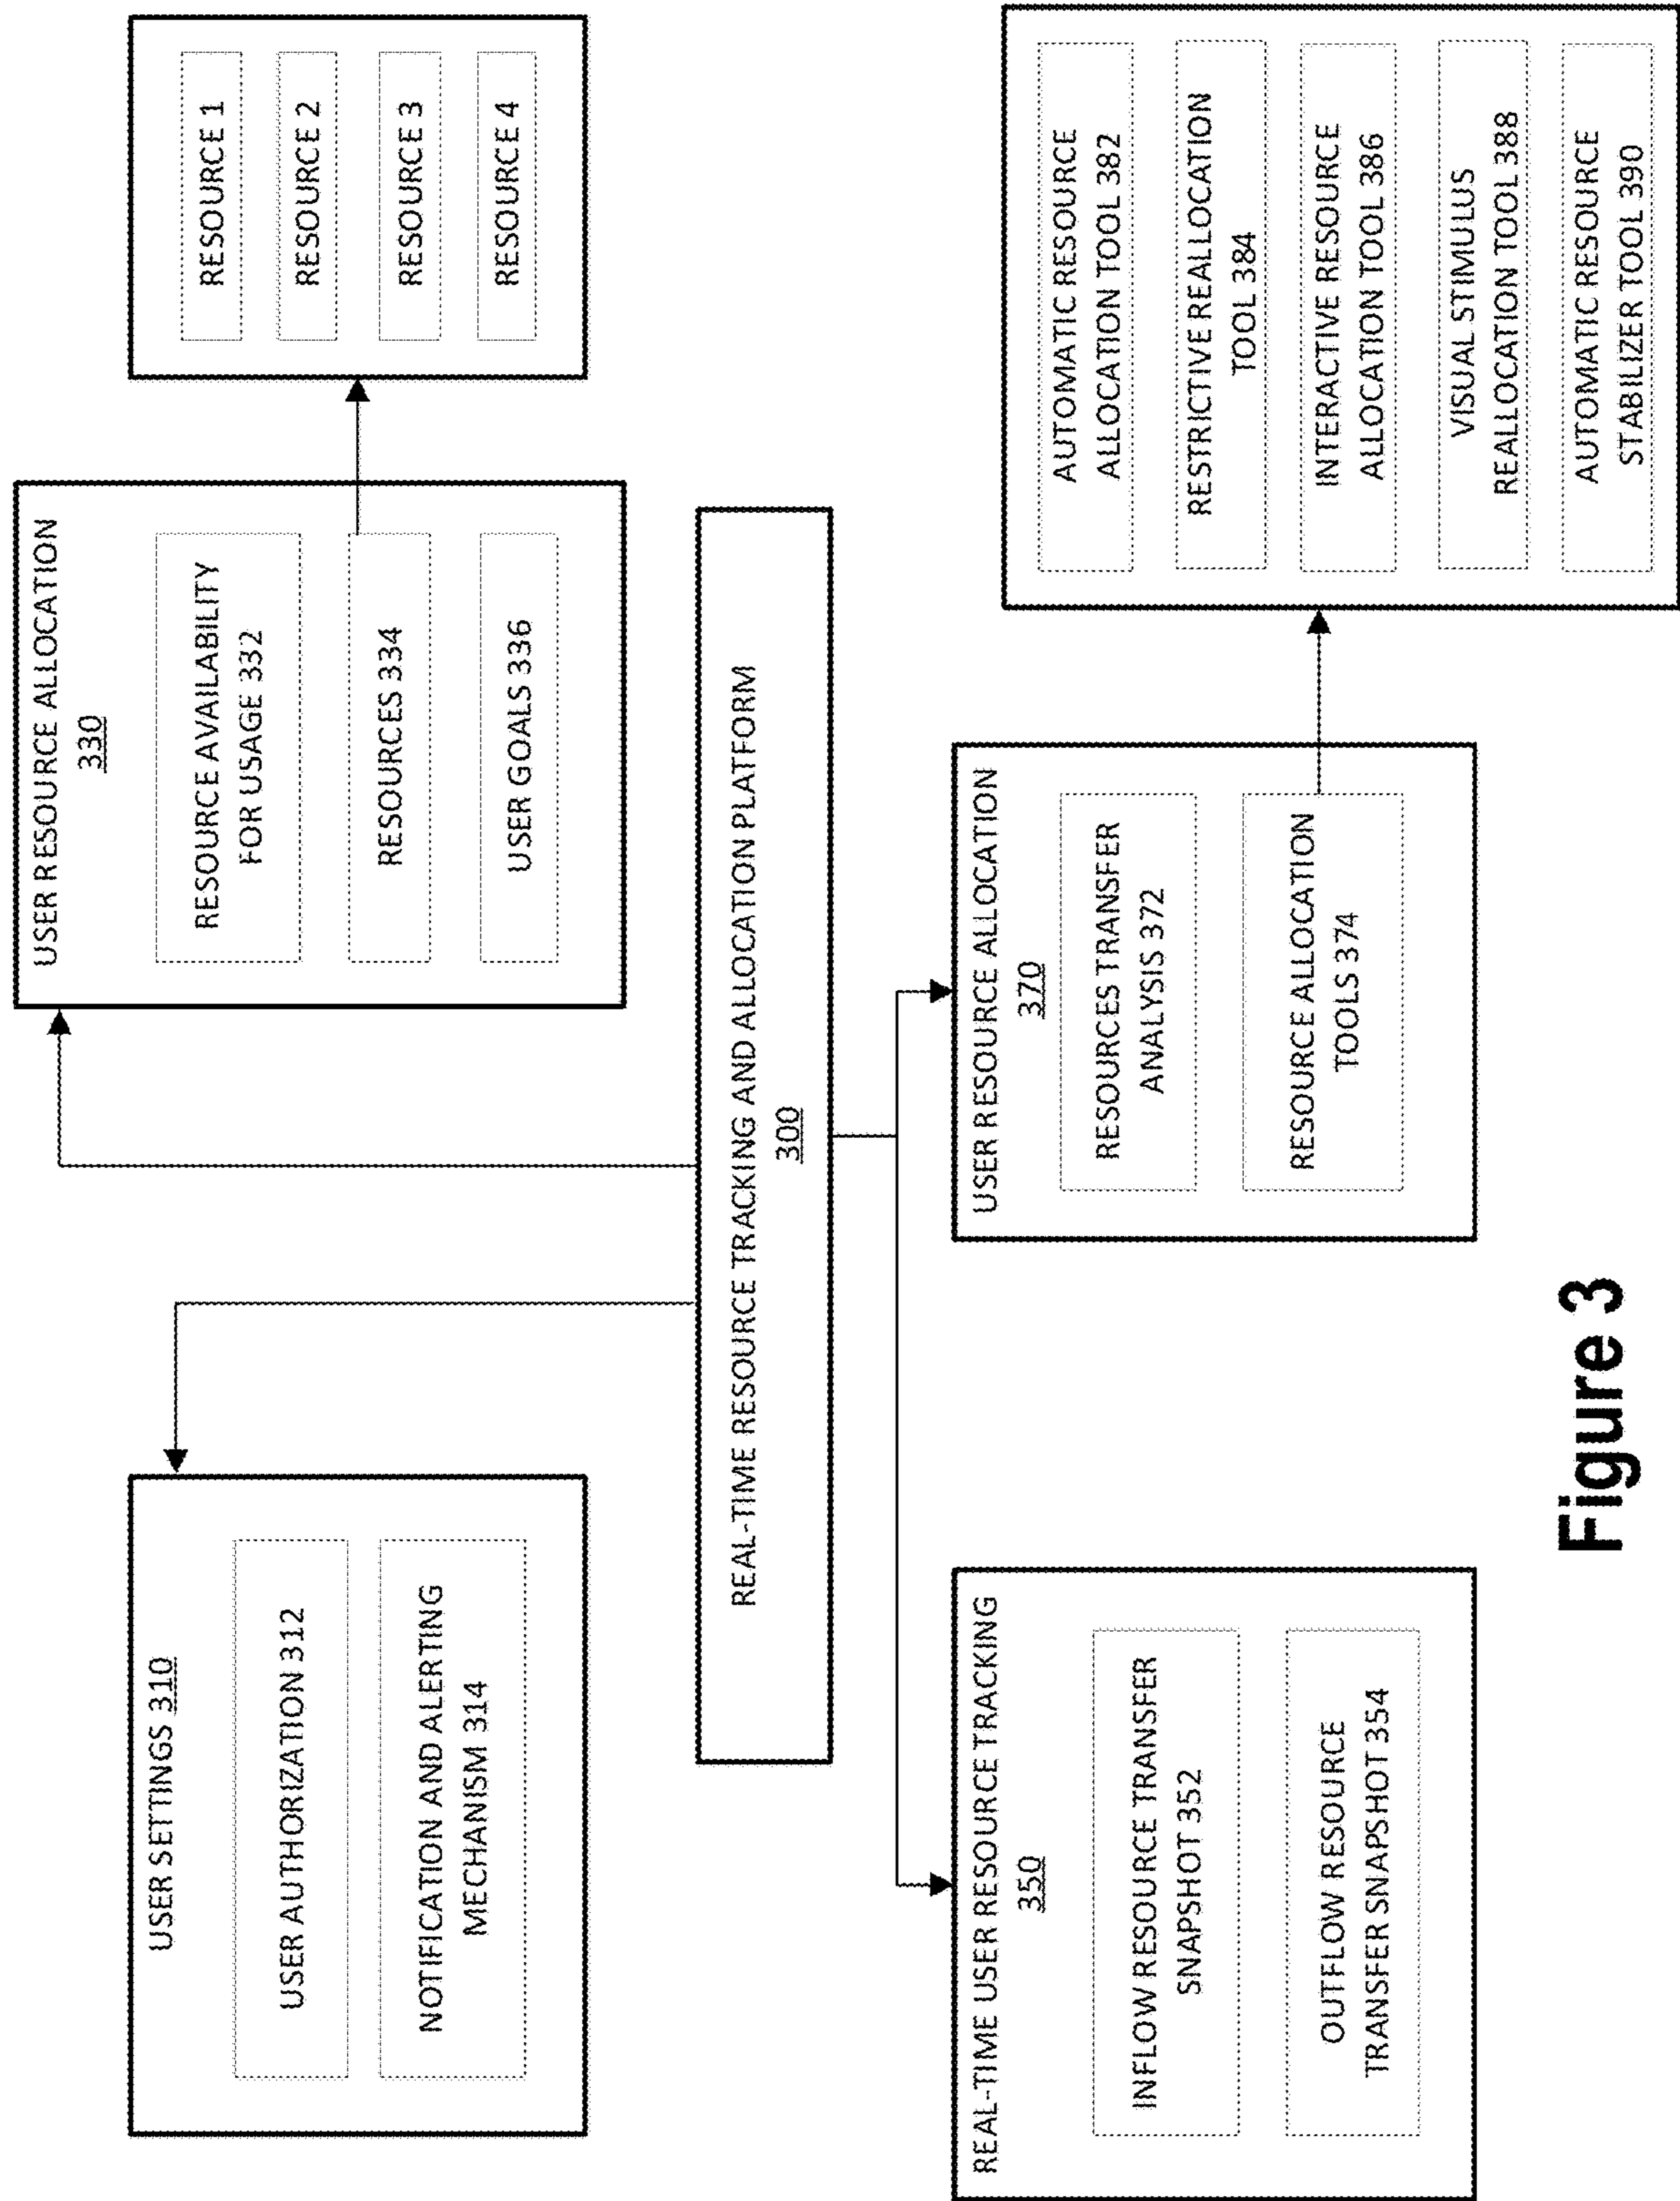 USER SETTINGS 310
USER AUTHORIZATION 312
NOTIFICATION AND ALERTING
MECHANISM 314
USER RESOURCE ALLOCATION
330
RESOURCE AVAILABILITY
FOR USAGE 332
RESOURCES 334
USER GOALS 336
RESOURCE 1
RESOURCE 2
RESOURCE 3
RESOURCE 4
REAL-TIME RESOURCE TRACKING AND ALLOCATION PLATFORM
300
REAL-TIME USER RESOURCE TRACKING
350
INFLOW RESOURCE TRANSFER
SNAPSHOT 352
OUTFLOW RESOURCE
TRANSFER SNAPSHOT 354
USER RESOURCE ALLOCATION
370
RESOURCES TRANSFER
ANALYSIS 372
RESOURCE ALLOCATION
TOOLS 374
AUTOMATIC RESOURCE
ALLOCATION TOOL 382
RESTRICTIVE REALLOCATION
TOOL 384
INTERACTIVE RESOURCE
ALLOCATION TOOL 386
VISUAL STIMULUS
REALLOCATION TOOL 388
AUTOMATIC RESOURCE
STABILIZER TOOL 390
Figure 3